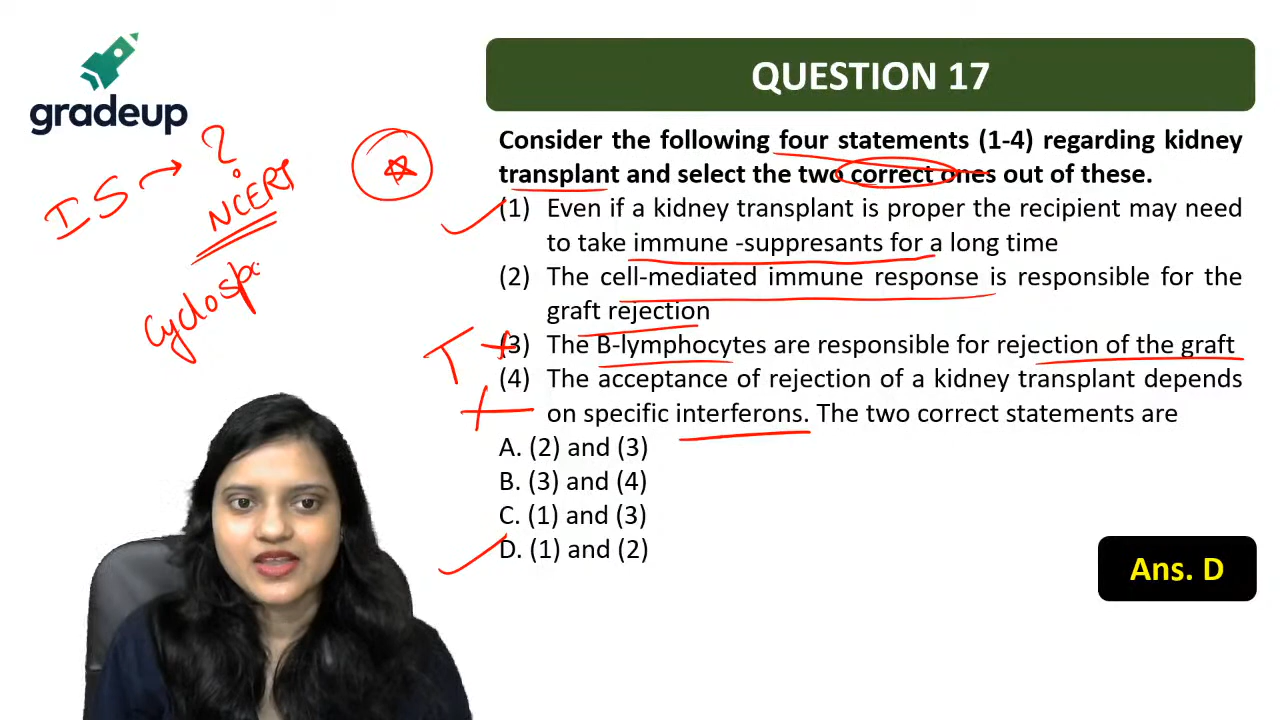 gradeup
IS → ?
NCERT
Cyclospo
QUESTION 17
Consider the following four statements (1-4) regarding kidney
transplant and select the two correct ones out of these.
(1) Even if a kidney transplant is proper the recipient may need
to take immune -suppresants for a long time
(2) The cell-mediated immune response is responsible for the
graft rejection
T
(3) The B-lymphocytes are responsible for rejection of the graft
(4) The acceptance of rejection of a kidney transplant depends
on specific interferons. The two correct statements are
A. (2) and (3)
B. (3) and (4)
C. (1) and (3)
D. (1) and (2)
Ans. D